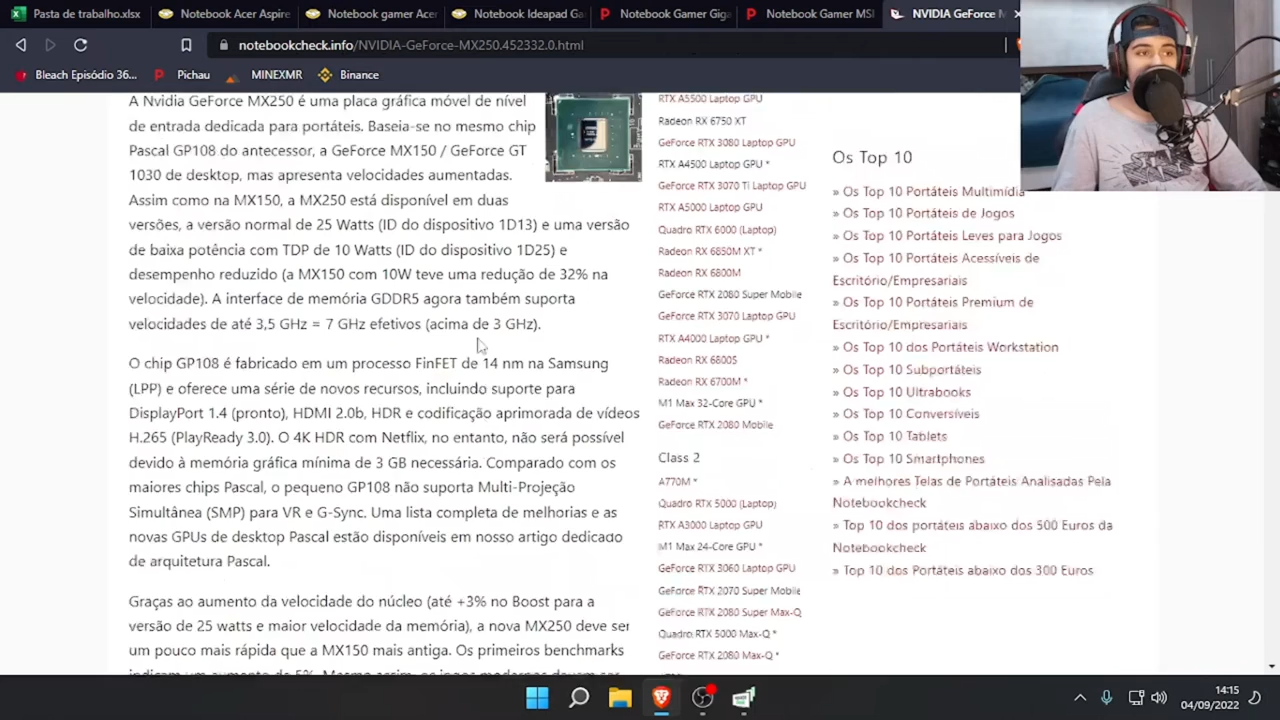 Pasta de trabalho.xlsx
Notebook Acer Aspire
Notebook gamer Acer
Notebook Ideapad Ga
Notebook Gamer Giga
Notebook Gamer MSI
NVIDIA GeForce M
notebookcheck.info/NVIDIA-GeForce-MX250.452332.0.html
Bleach Episódio 36...
Pichau
MINEXMR
Binance
A Nvidia GeForce MX250 é uma placa gráfica móvel de nível
de entrada dedicada para portáteis. Baseia-se no mesmo chip
Pascal GP108 do antecessor, a GeForce MX150 / GeForce GT
1030 de desktop, mas apresenta velocidades aumentadas.
Assim como na MX150, a MX250 está disponível em duas
versões, a versão normal de 25 Watts (ID do dispositivo 1D13) e uma versão
de baixa potência com TDP de 10 Watts (ID do dispositivo 1D25) e
desempenho reduzido (a MX150 com 10W teve uma redução de 32% na
velocidade). A interface de memória GDDR5 agora também suporta
velocidades de até 3,5 GHz = 7 GHz efetivos (acima de 3 GHz).
O chip GP108 é fabricado em um processo FinFET de 14 nm na Samsung
(LPP) e oferece uma série de novos recursos, incluindo suporte para
DisplayPort 1.4 (pronto), HDMI 2.0b, HDR e codificação aprimorada de vídeos
H.265 (PlayReady 3.0). O 4K HDR com Netflix, no entanto, não será possível
devido à memória gráfica mínima de 3 GB necessária. Comparado com os
maiores chips Pascal, o pequeno GP108 não suporta Multi-Projeção
Simultânea (SMP) para VR e G-Sync. Uma lista completa de melhorias e as
novas GPUs de desktop Pascal estão disponíveis em nosso artigo dedicado
de arquitetura Pascal.
Graças ao aumento da velocidade do núcleo (até +3% no Boost para a
versão de 25 watts e maior velocidade da memória), a nova MX250 deve ser
um pouco mais rápida que a MX150 mais antiga. Os primeiros benchmarks
indicam um aumento de 5%. Mesmo assim, os jogos modernos devem ser
RTX A5500 Laptop GPU
Radeon RX 6750 XT
GeForce RTX 3080 Laptop GPU
RTX A4500 Laptop GPU *
GeForce RTX 3070 Ti Laptop GPU
RTX A5000 Laptop GPU
Quadro RTX 6000 (Laptop)
Radeon RX 6850M XT *
Radeon RX 6800M
GeForce RTX 2080 Super Mobile
GeForce RTX 3070 Laptop GPU
RTX A4000 Laptop GPU *
Radeon RX 6800S
Radeon RX 6700M *
M1 Max 32-Core GPU *
GeForce RTX 2080 Mobile
Class 2
A770M *
Quadro RTX 5000 (Laptop)
RTX A3000 Laptop GPU
M1 Max 24-Core GPU *
GeForce RTX 3060 Laptop GPU
GeForce RTX 2070 Super Mobile
GeForce RTX 2080 Super Max-Q
Quadro RTX 5000 Max-Q *
GeForce RTX 2080 Max-Q *
Os Top 10
» Os Top 10 Portáteis Multimídia
» Os Top 10 Portáteis de Jogos
» Os Top 10 Portáteis Leves para Jogos
» Os Top 10 Portáteis Acessíveis de
Escritório/Empresariais
» Os Top 10 Portáteis Premium de
Escritório/Empresariais
» Os Top 10 dos Portáteis Workstation
» Os Top 10 Subportáteis
» Os Top 10 Ultrabooks
» Os Top 10 Conversíveis
» Os Top 10 Tablets
» Os Top 10 Smartphones
» A melhores Telas de Portáteis Analisadas Pela
Notebookcheck
» Top 10 dos portáteis abaixo dos 500 Euros da
Notebookcheck
» Top 10 dos Portáteis abaixo dos 300 Euros
STAR WARS
14:15
04/09/2022